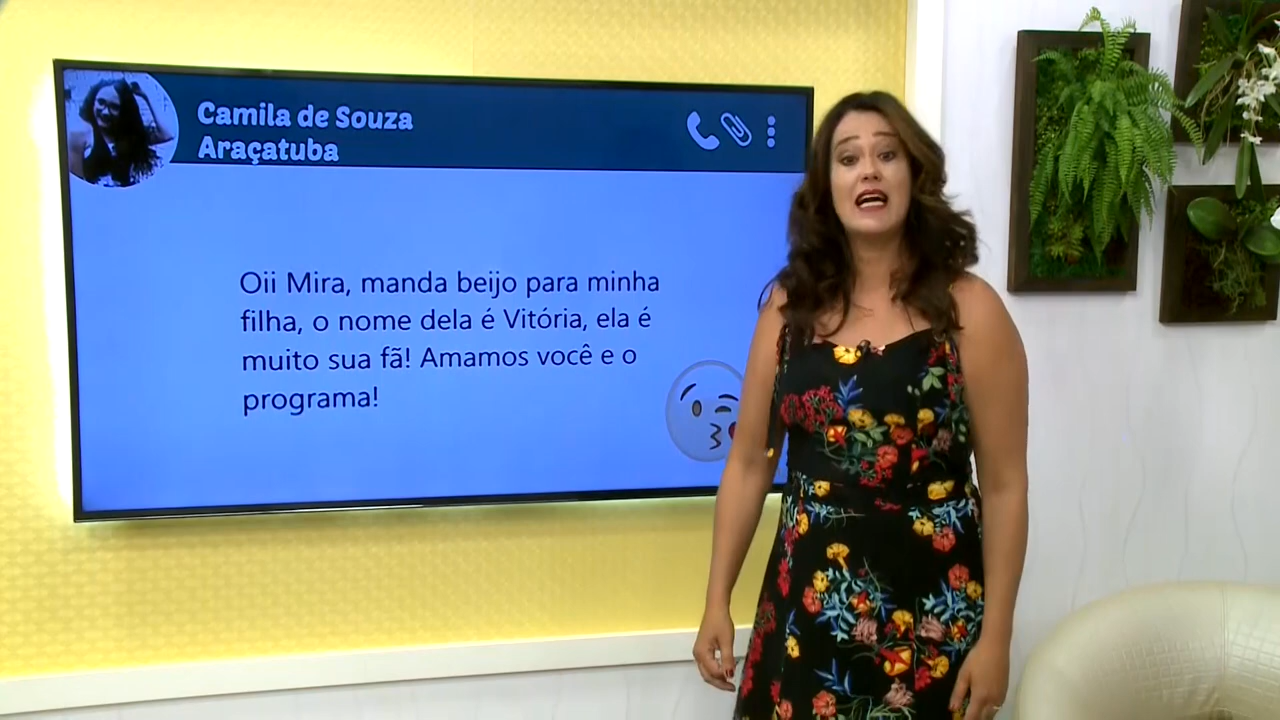 Camila de Souza
Araçatuba
Oii Mira, manda beijo para minha
filha, o nome dela é Vitória, ela é
muito sua fã! Amamos você e o
programa!